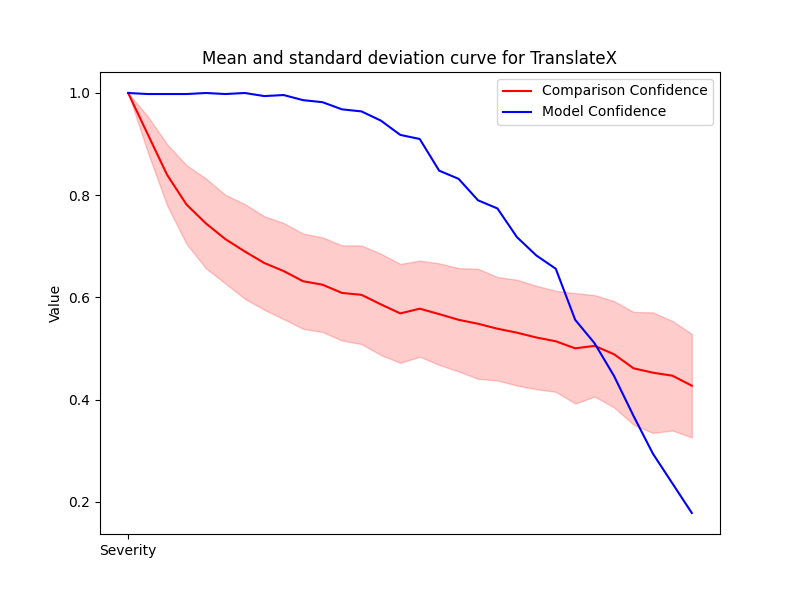 Mean and standard deviation curve for TranslateX
Comparison Confidence
Model Confidence
1.0
0.8
0.6
0.4
0.2
Value
Severity